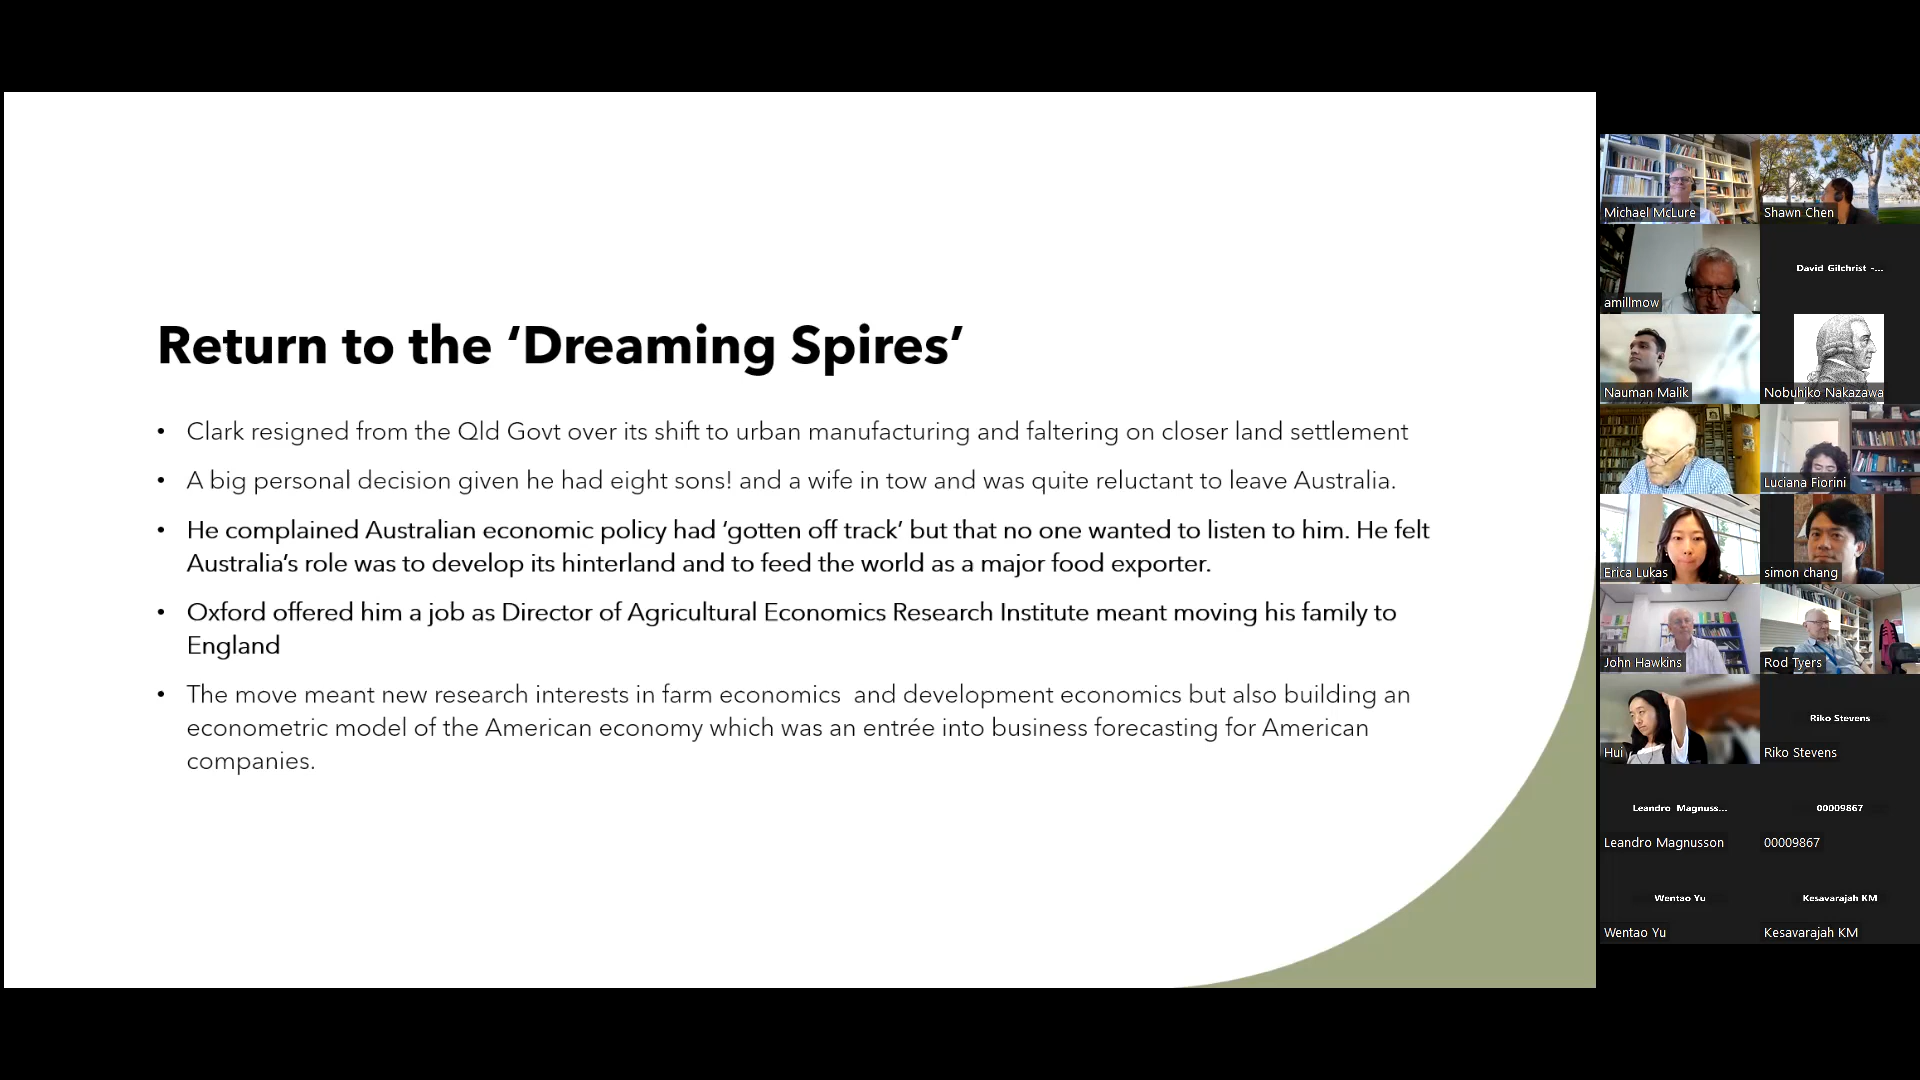 Return to the ‘Dreaming Spires’
• Clark resigned from the Qld Govt over its shift to urban manufacturing and faltering on closer land settlement
• A big personal decision given he had eight sons! and a wife in tow and was quite reluctant to leave Australia.
• He complained Australian economic policy had ‘gotten off track’ but that no one wanted to listen to him. He felt
Australia’s role was to develop its hinterland and to feed the world as a major food exporter.
• Oxford offered him a job as Director of Agricultural Economics Research Institute meant moving his family to
England
• The move meant new research interests in farm economics  and development economics but also building an
econometric model of the American economy which was an entrée into business forecasting for American
companies.
Michael McLure
Shawn Chen
amillmow
David Gilchrist -...
Nauman Malik
Nobuhiko Nakazawa
Luciana Fiorini
Erica Lukas
simon chang
John Hawkins
Rod Tyers
Hui
Riko Stevens
Riko Stevens
Leandro Magnuss...
Leandro Magnusson
00009867
00009867
Wentao Yu
Wentao Yu
Kesavarajah KM
Kesavarajah KM